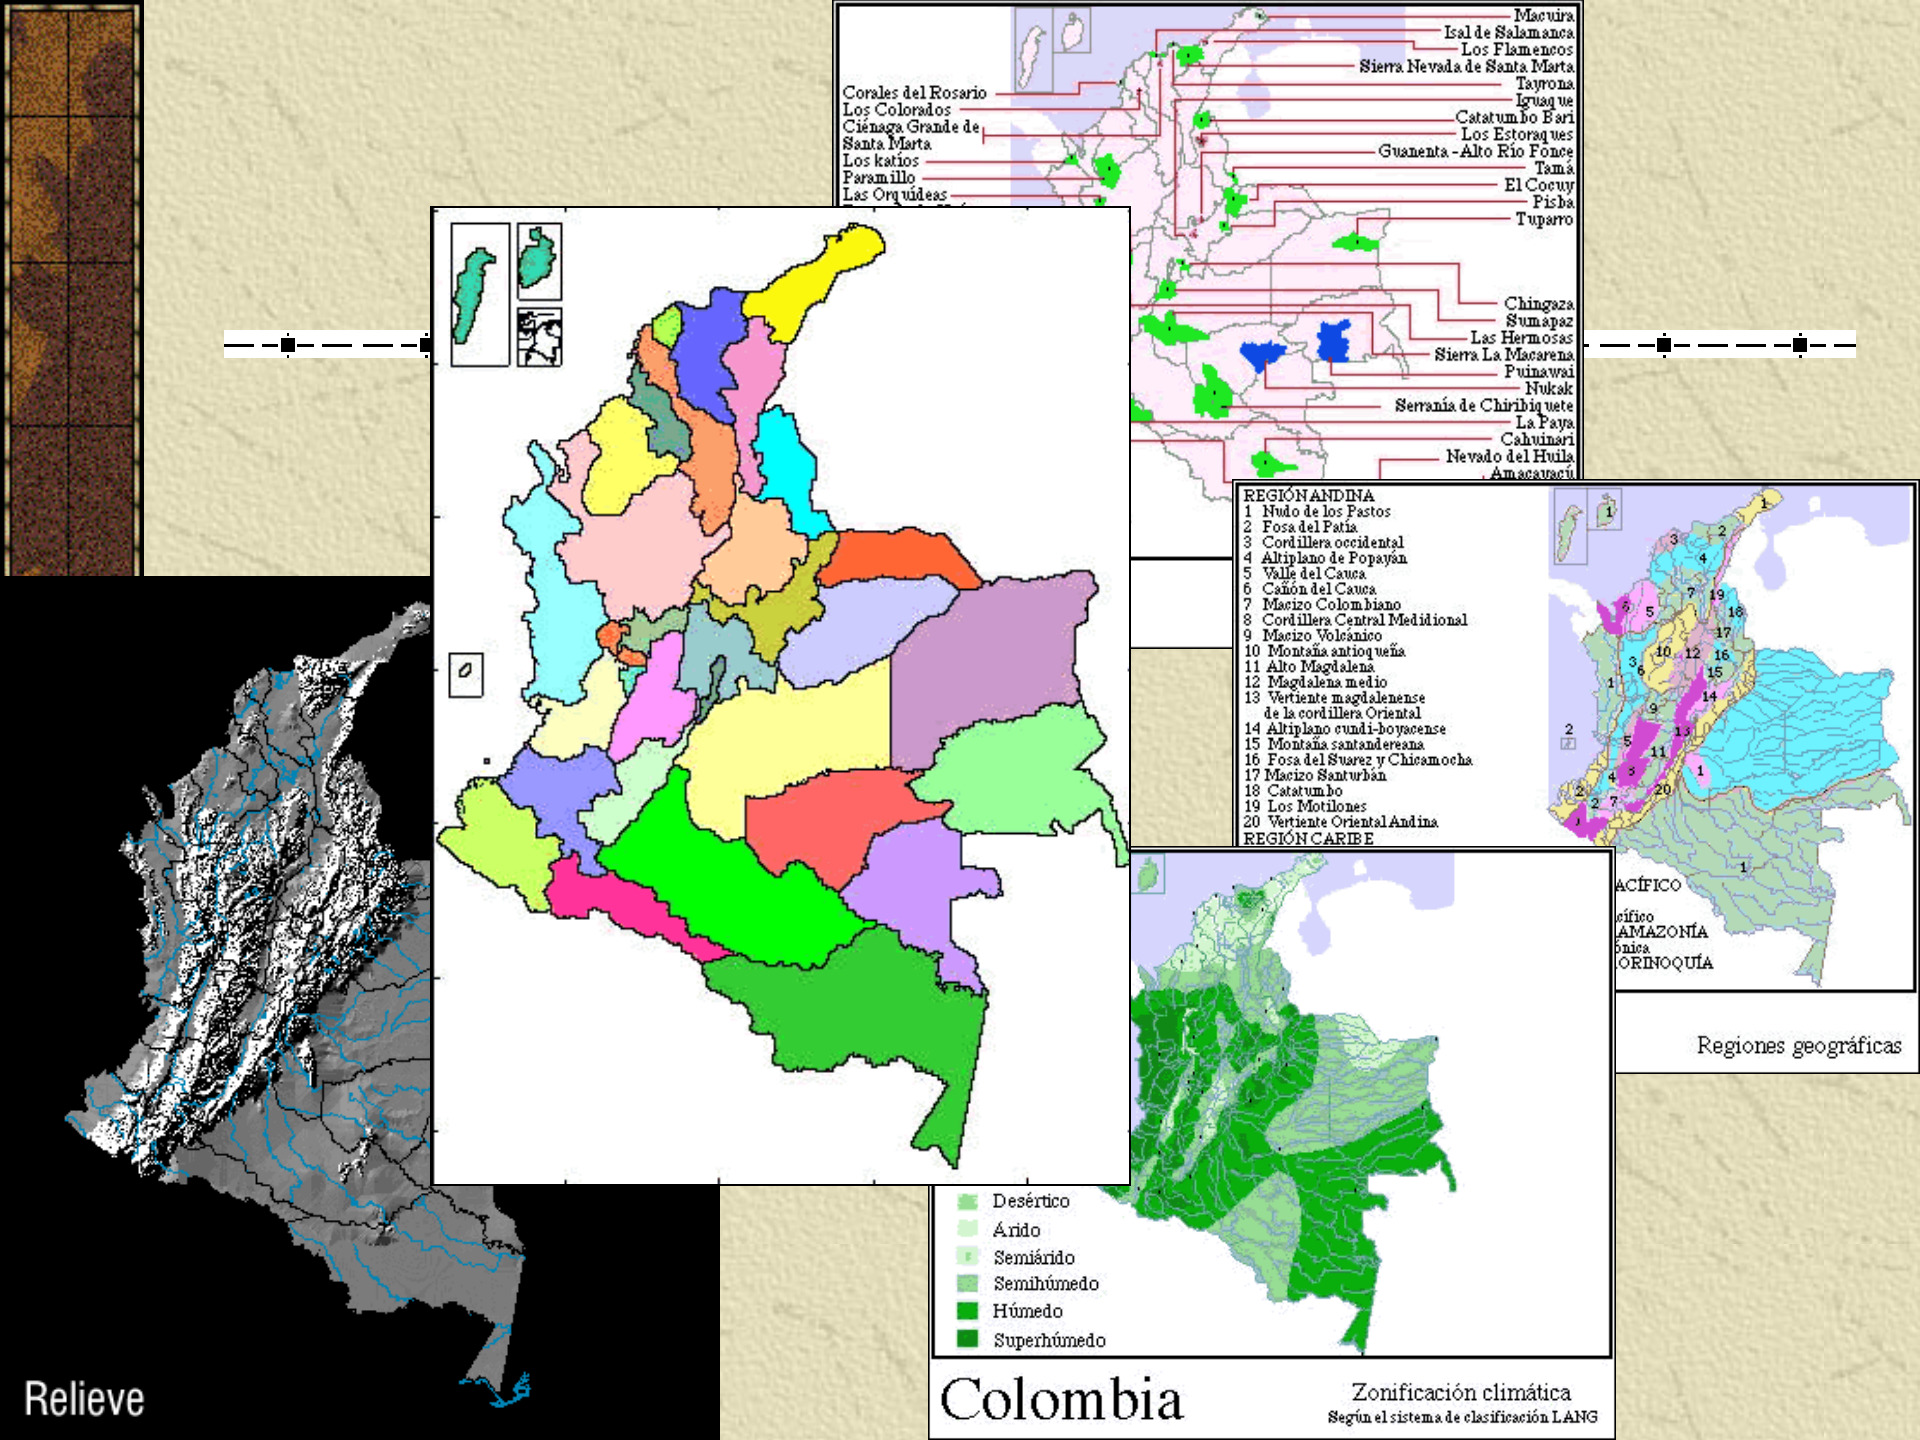 Macuira
Isal de Salamanca
Los Flamencos
Sierra Nevada de Santa Marta
Tayrona
Iguaque
Catatumbo Bari
Los Estoraques
Guanenta - Alto Río Fonce
Tamá
El Cocuy
Pisba
Tuparro
Corales del Rosario
Los Colorados
Ciénaga Grande de
Santa Marta
Los katíos
Paramillo
Las Orquídeas
Chingaza
Sumapaz
Las Hermosas
Sierra La Macarena
Puinawai
Nukak
Serranía de Chiribiquete
La Paya
Cahuinari
Nevado del Huila
Amacayacú
REGIÓN ANDINA
1 Nudo de los Pastos
2 Fosa del Patía
3 Cordillera occidental
4 Altiplano de Popayán
5 Valle del Cauca
6 Cañón del Cauca
7 Macizo Colombiano
8 Cordillera Central Medidional
9 Macizo Volcánico
10 Montaña antioqueña
11 Alto Magdalena
12 Magdalena medio
13 Vertiente magdalenense
de la cordillera Oriental
14 Altiplano cundi-boyacense
15 Montaña santandereana
16 Fosa del Suarez y Chicamocha
17 Macizo Santurbán
18 Catatumbo
19 Los Motilones
20 Vertiente Oriental Andina
REGIÓN CARIBE
ACÍFICO
cífico
AMAZONÍA
ónica
ORINOQUÍA
Regiones geográficas
Desértico
Arido
Semiárido
Semihúmedo
Húmedo
Superhúmedo
Colombia
Zonificación climática
Según el sistema de clasificación LANG
Relieve